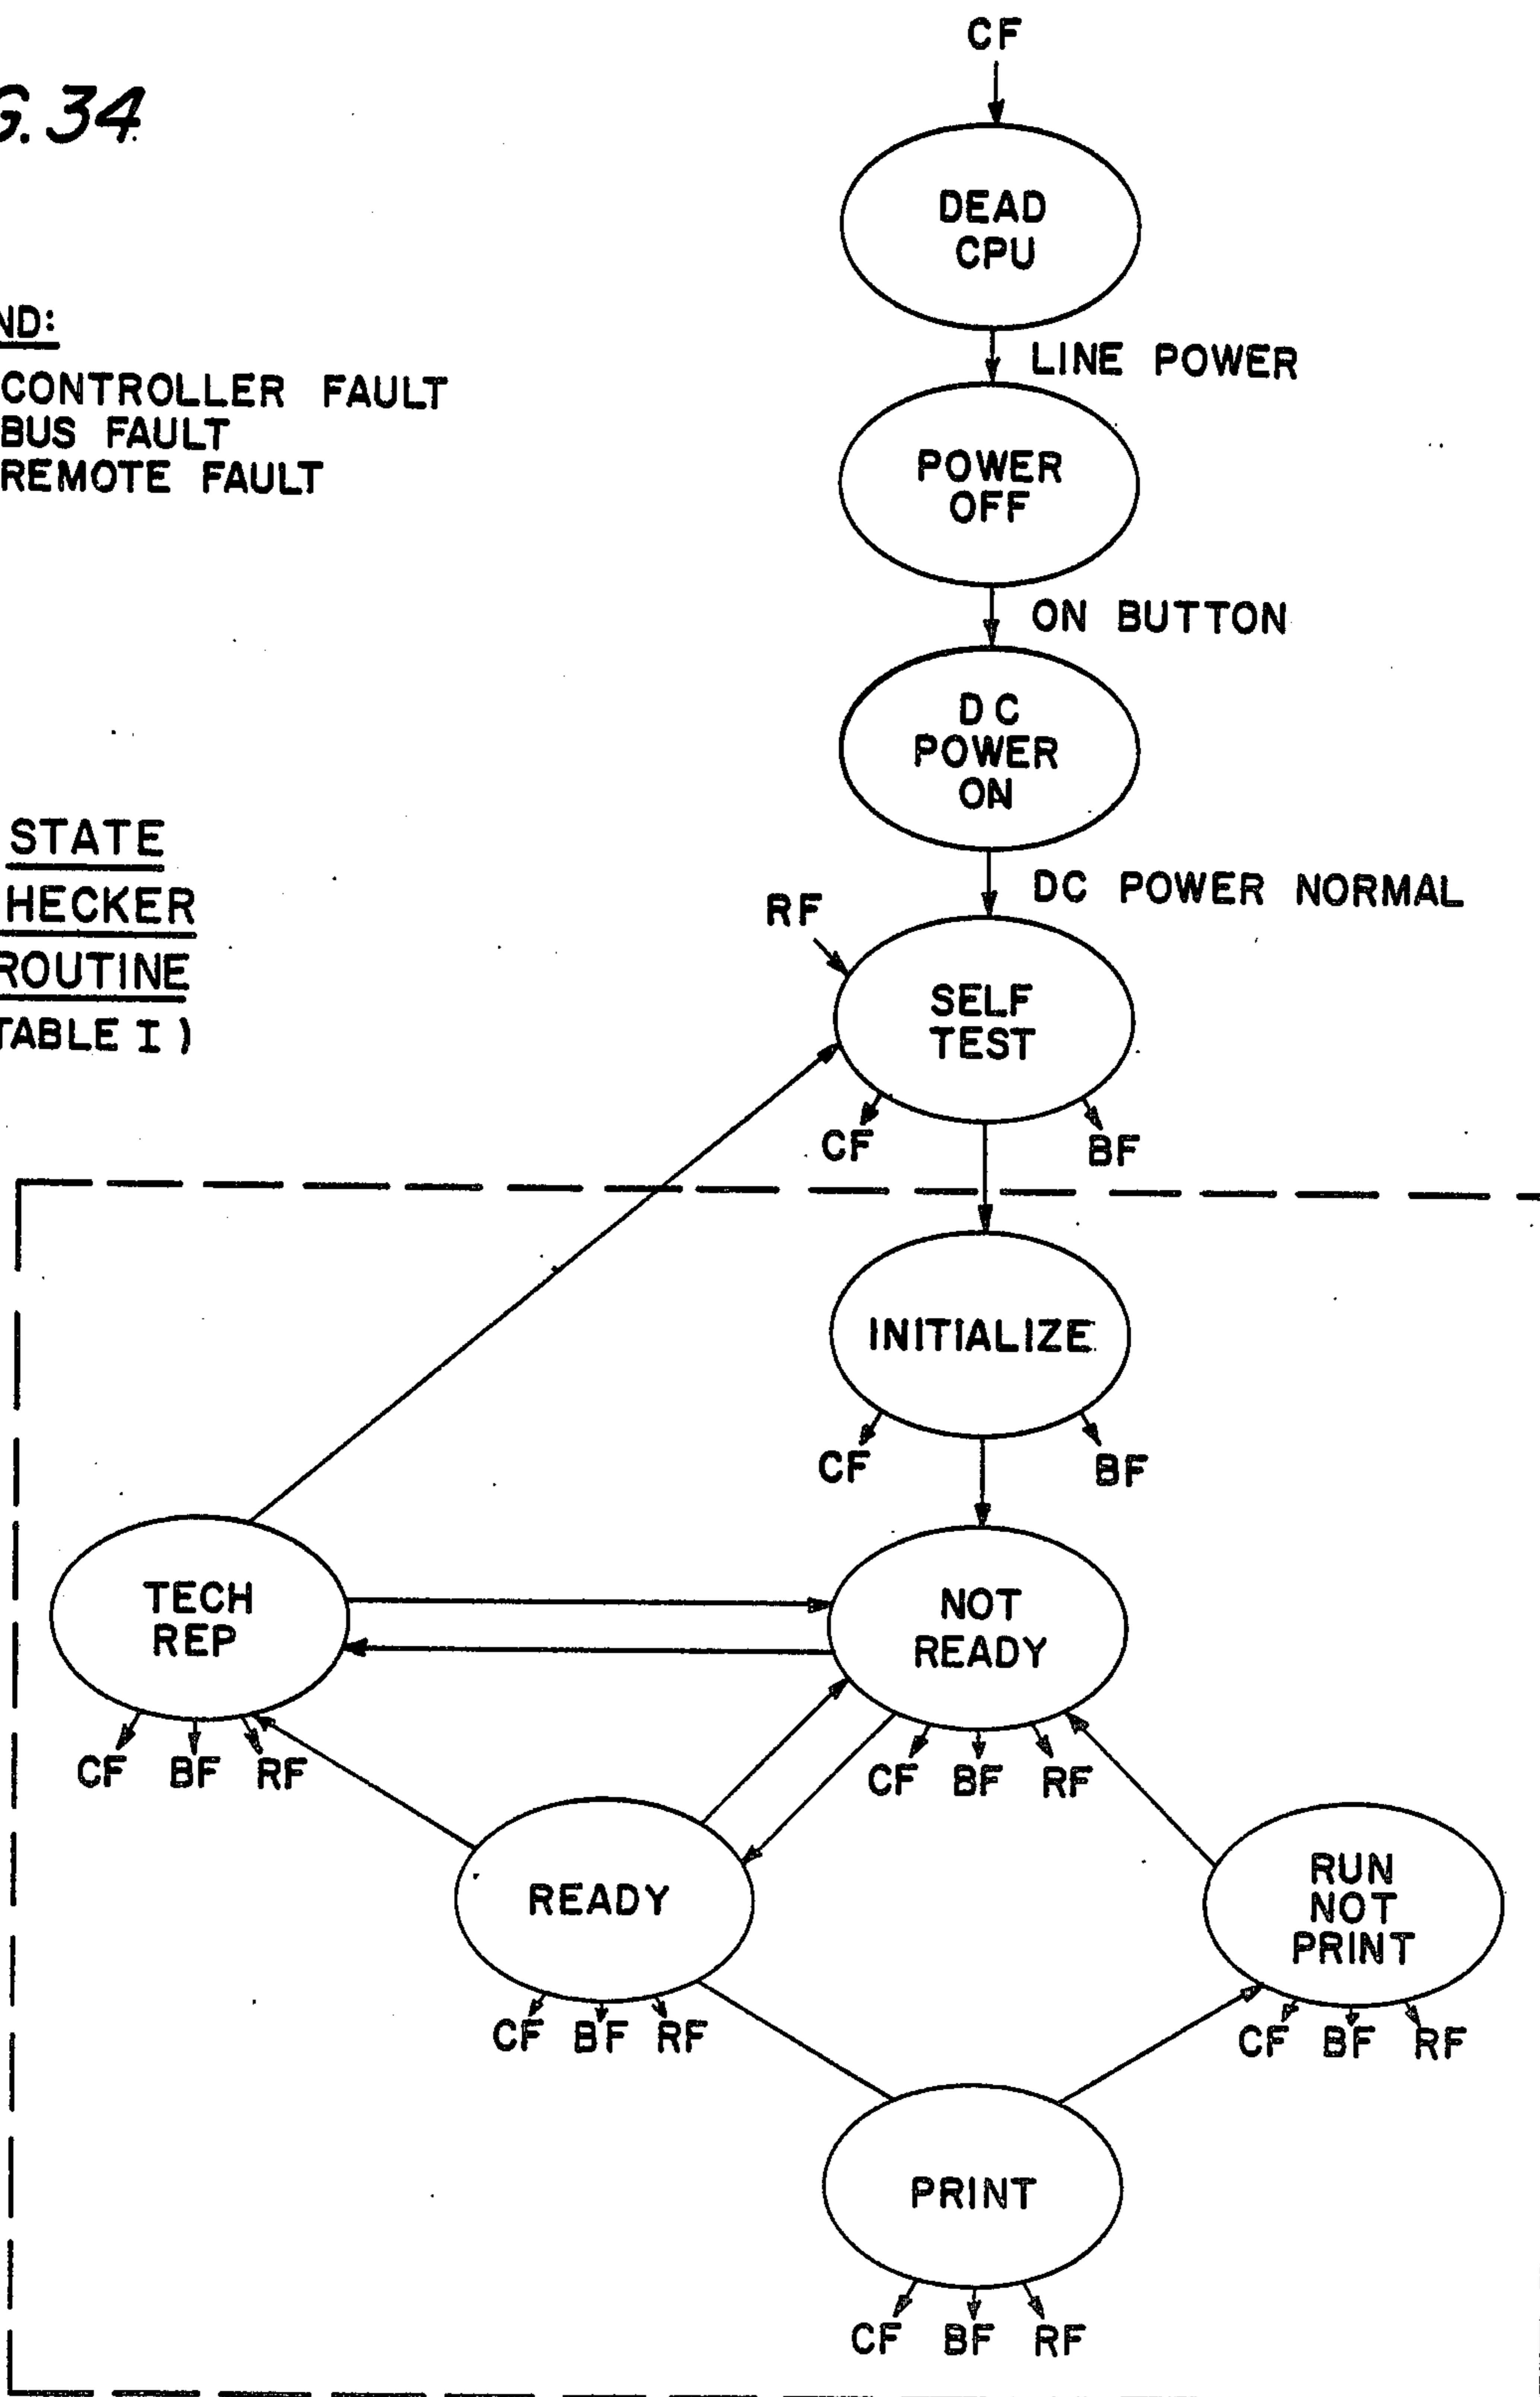 G. 34
ND:
CONTROLLER FAULT
BUS FAULT
REMOTE FAULT
STATE
HECKER
ROUTINE
TABLE I )
CF
DEAD
CPU
LINE POWER
POWER
OFF
ON BUTTON
DC
POWER
ON
DC POWER NORMAL
RF
SELF
TEST
CF
BF
INITIALIZE
CF
BF
TECH
REP
CF BF RF
NOT
READY
CF BF RF
READY
CF BF RF
RUN
NOT
PRINT
CF BF RF
PRINT
CF BF RF